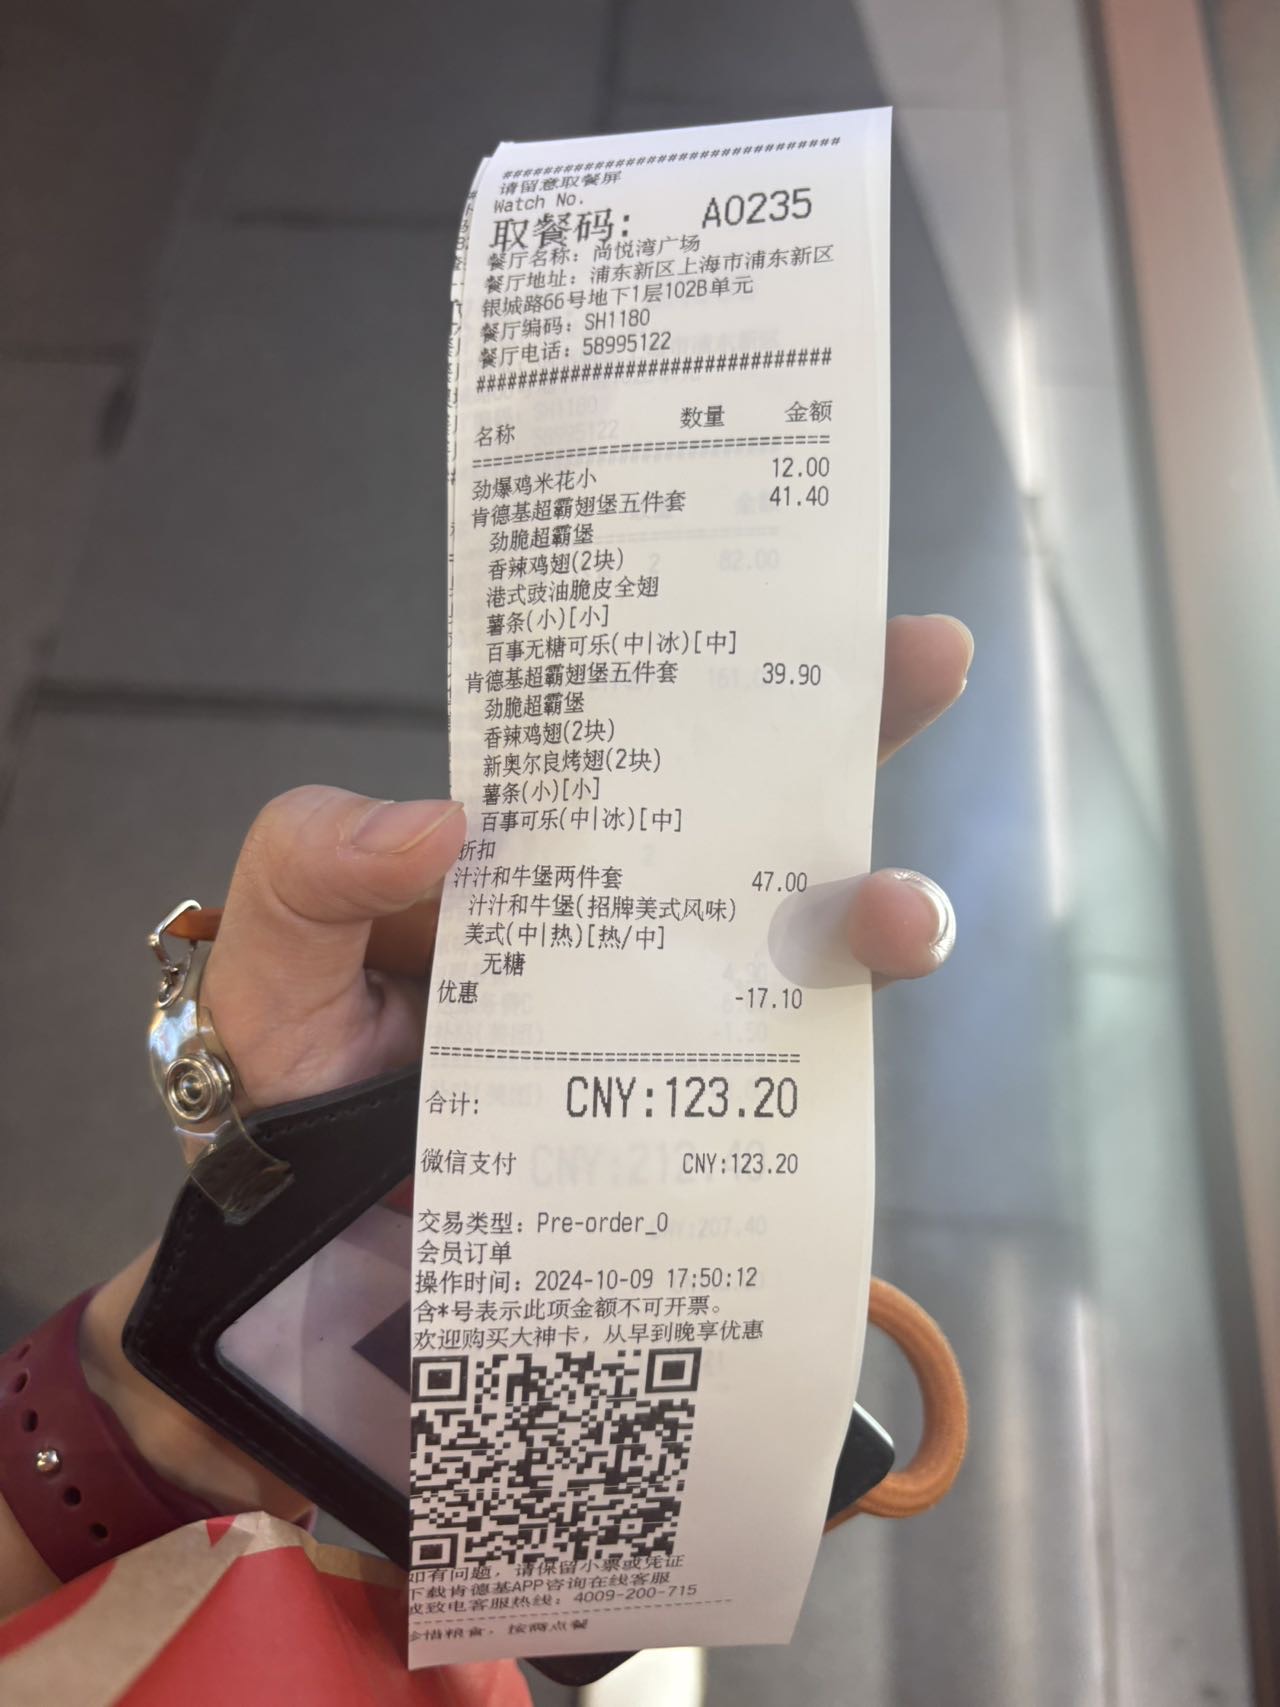 ################################
请留意取餐屏
Watch No.
取餐码： A0235
餐厅名称：尚悦湾广场
餐厅地址：浦东新区上海市浦东新区
银城路66号地下1层102B单元
餐厅编码：SH1180
餐厅电话：58995122
################################
名称 数量 金额
================================
劲爆鸡米花小 12.00
肯德基超霸翅堡五件套 41.40
劲脆超霸堡
香辣鸡翅(2块)
港式豉油脆皮全翅
薯条(小)[小]
百事无糖可乐(中|冰)[中]
肯德基超霸翅堡五件套 39.90
劲脆超霸堡
香辣鸡翅(2块)
新奥尔良烤翅(2块)
薯条(小)[小]
百事可乐(中|冰)[中]
折扣
汁汁和牛堡两件套 47.00
汁汁和牛堡(招牌美式风味)
美式(中|热)[热/中]
无糖
优惠 -17.10
================================
合计: CNY:123.20
微信支付 CNY:123.20
交易类型：Pre-order_0
会员订单
操作时间：2024-10-09 17:50:12
含*号表示此项金额不可开票。
欢迎购买大神卡，从早到晚享优惠
如有问题，请保留小票或凭证
下载肯德基APP咨询在线客服
或致电客服热线：4009-200-715
珍惜粮食，按需点餐